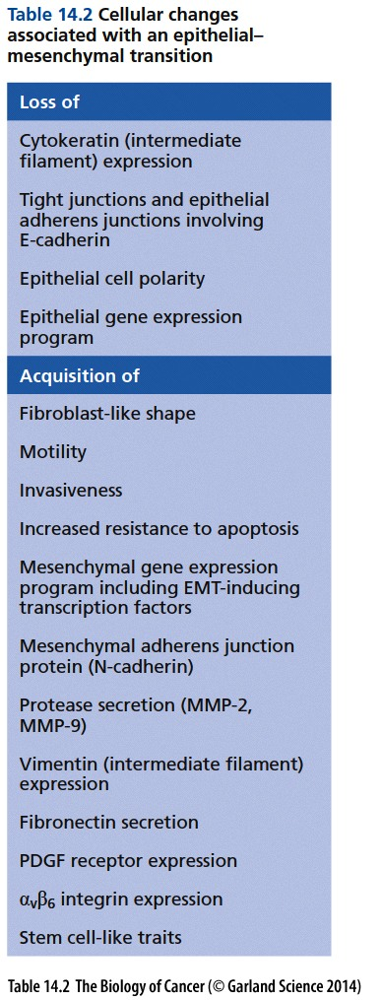 Table 14.2 Cellular changes
associated with an epithelial–
mesenchymal transition
Loss of
Cytokeratin (intermediate
filament) expression
Tight junctions and epithelial
adherens junctions involving
E-cadherin
Epithelial cell polarity
Epithelial gene expression
program
Acquisition of
Fibroblast-like shape
Motility
Invasiveness
Increased resistance to apoptosis
Mesenchymal gene expression
program including EMT-inducing
transcription factors
Mesenchymal adherens junction
protein (N-cadherin)
Protease secretion (MMP-2,
MMP-9)
Vimentin (intermediate filament)
expression
Fibronectin secretion
PDGF receptor expression
αvβ6 integrin expression
Stem cell-like traits
Table 14.2 The Biology of Cancer (© Garland Science 2014)